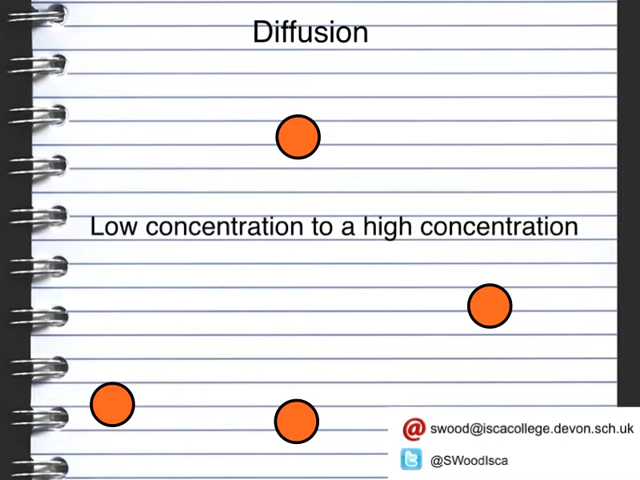 Diffusion
Low concentration to a high concentration
swood@iscacollege.devon.sch.uk
@SWoodIsca